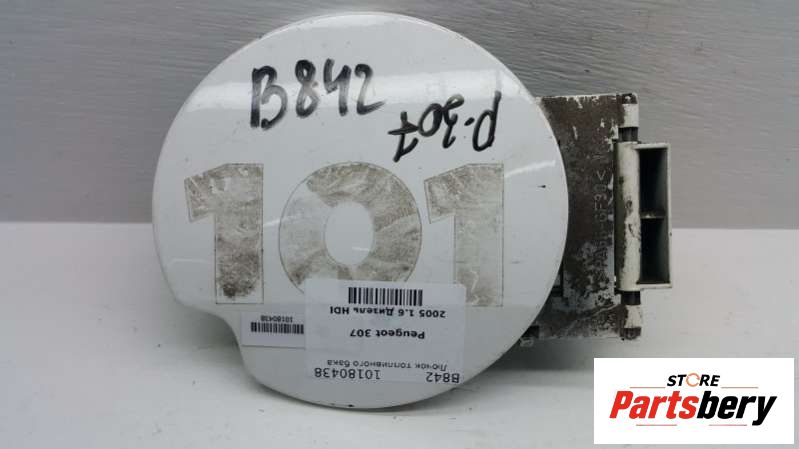 B842
P-307
101
B842
10180438
Лючок топливного бака
Peugeot 307
2005 1.6 Дизель HDI
10180438
STORE
Partsbery